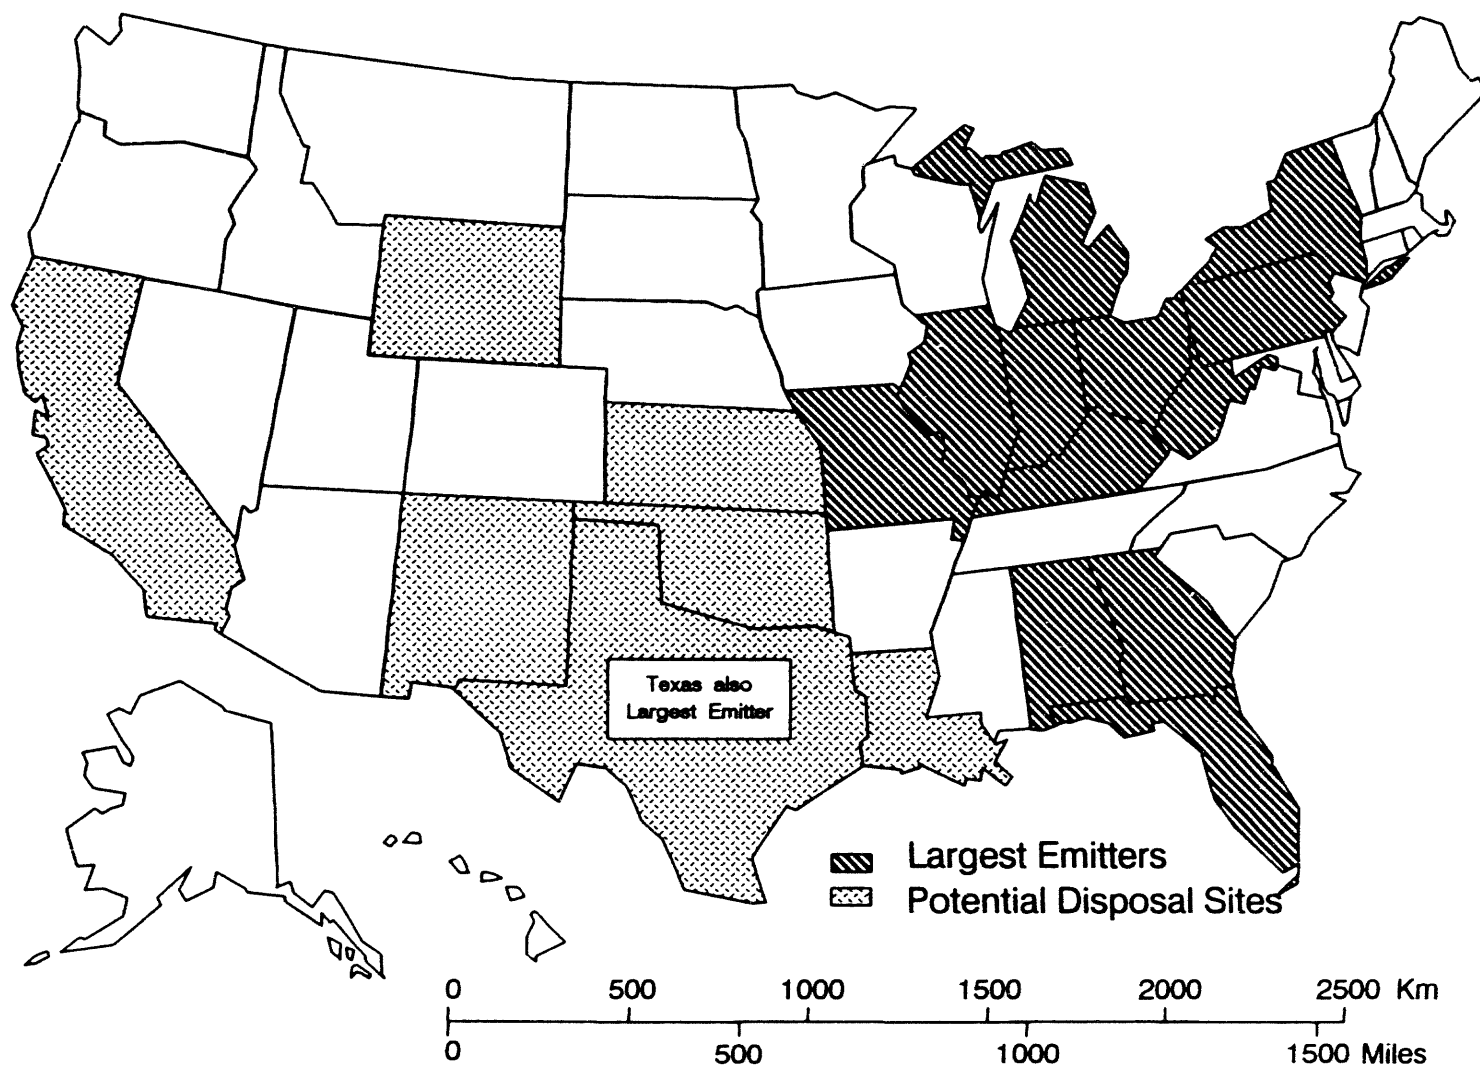 Texas also
Largest Emitter
Largest Emitters
Potential Disposal Sites
0 500 1000 1500 2000 2500 Km
0 500 1000 1500 Miles